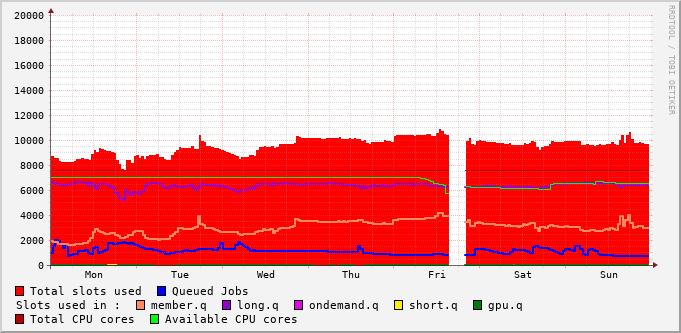 20000
18000
16000
14000
12000
10000
8000
6000
4000
2000
0
Mon Tue Wed Thu Fri Sat Sun
Total slots used Queued Jobs
Slots used in : member.q long.q ondemand.q short.q gpu.q
Total CPU cores Available CPU cores
RRDTOOL / TOBI OETIKER